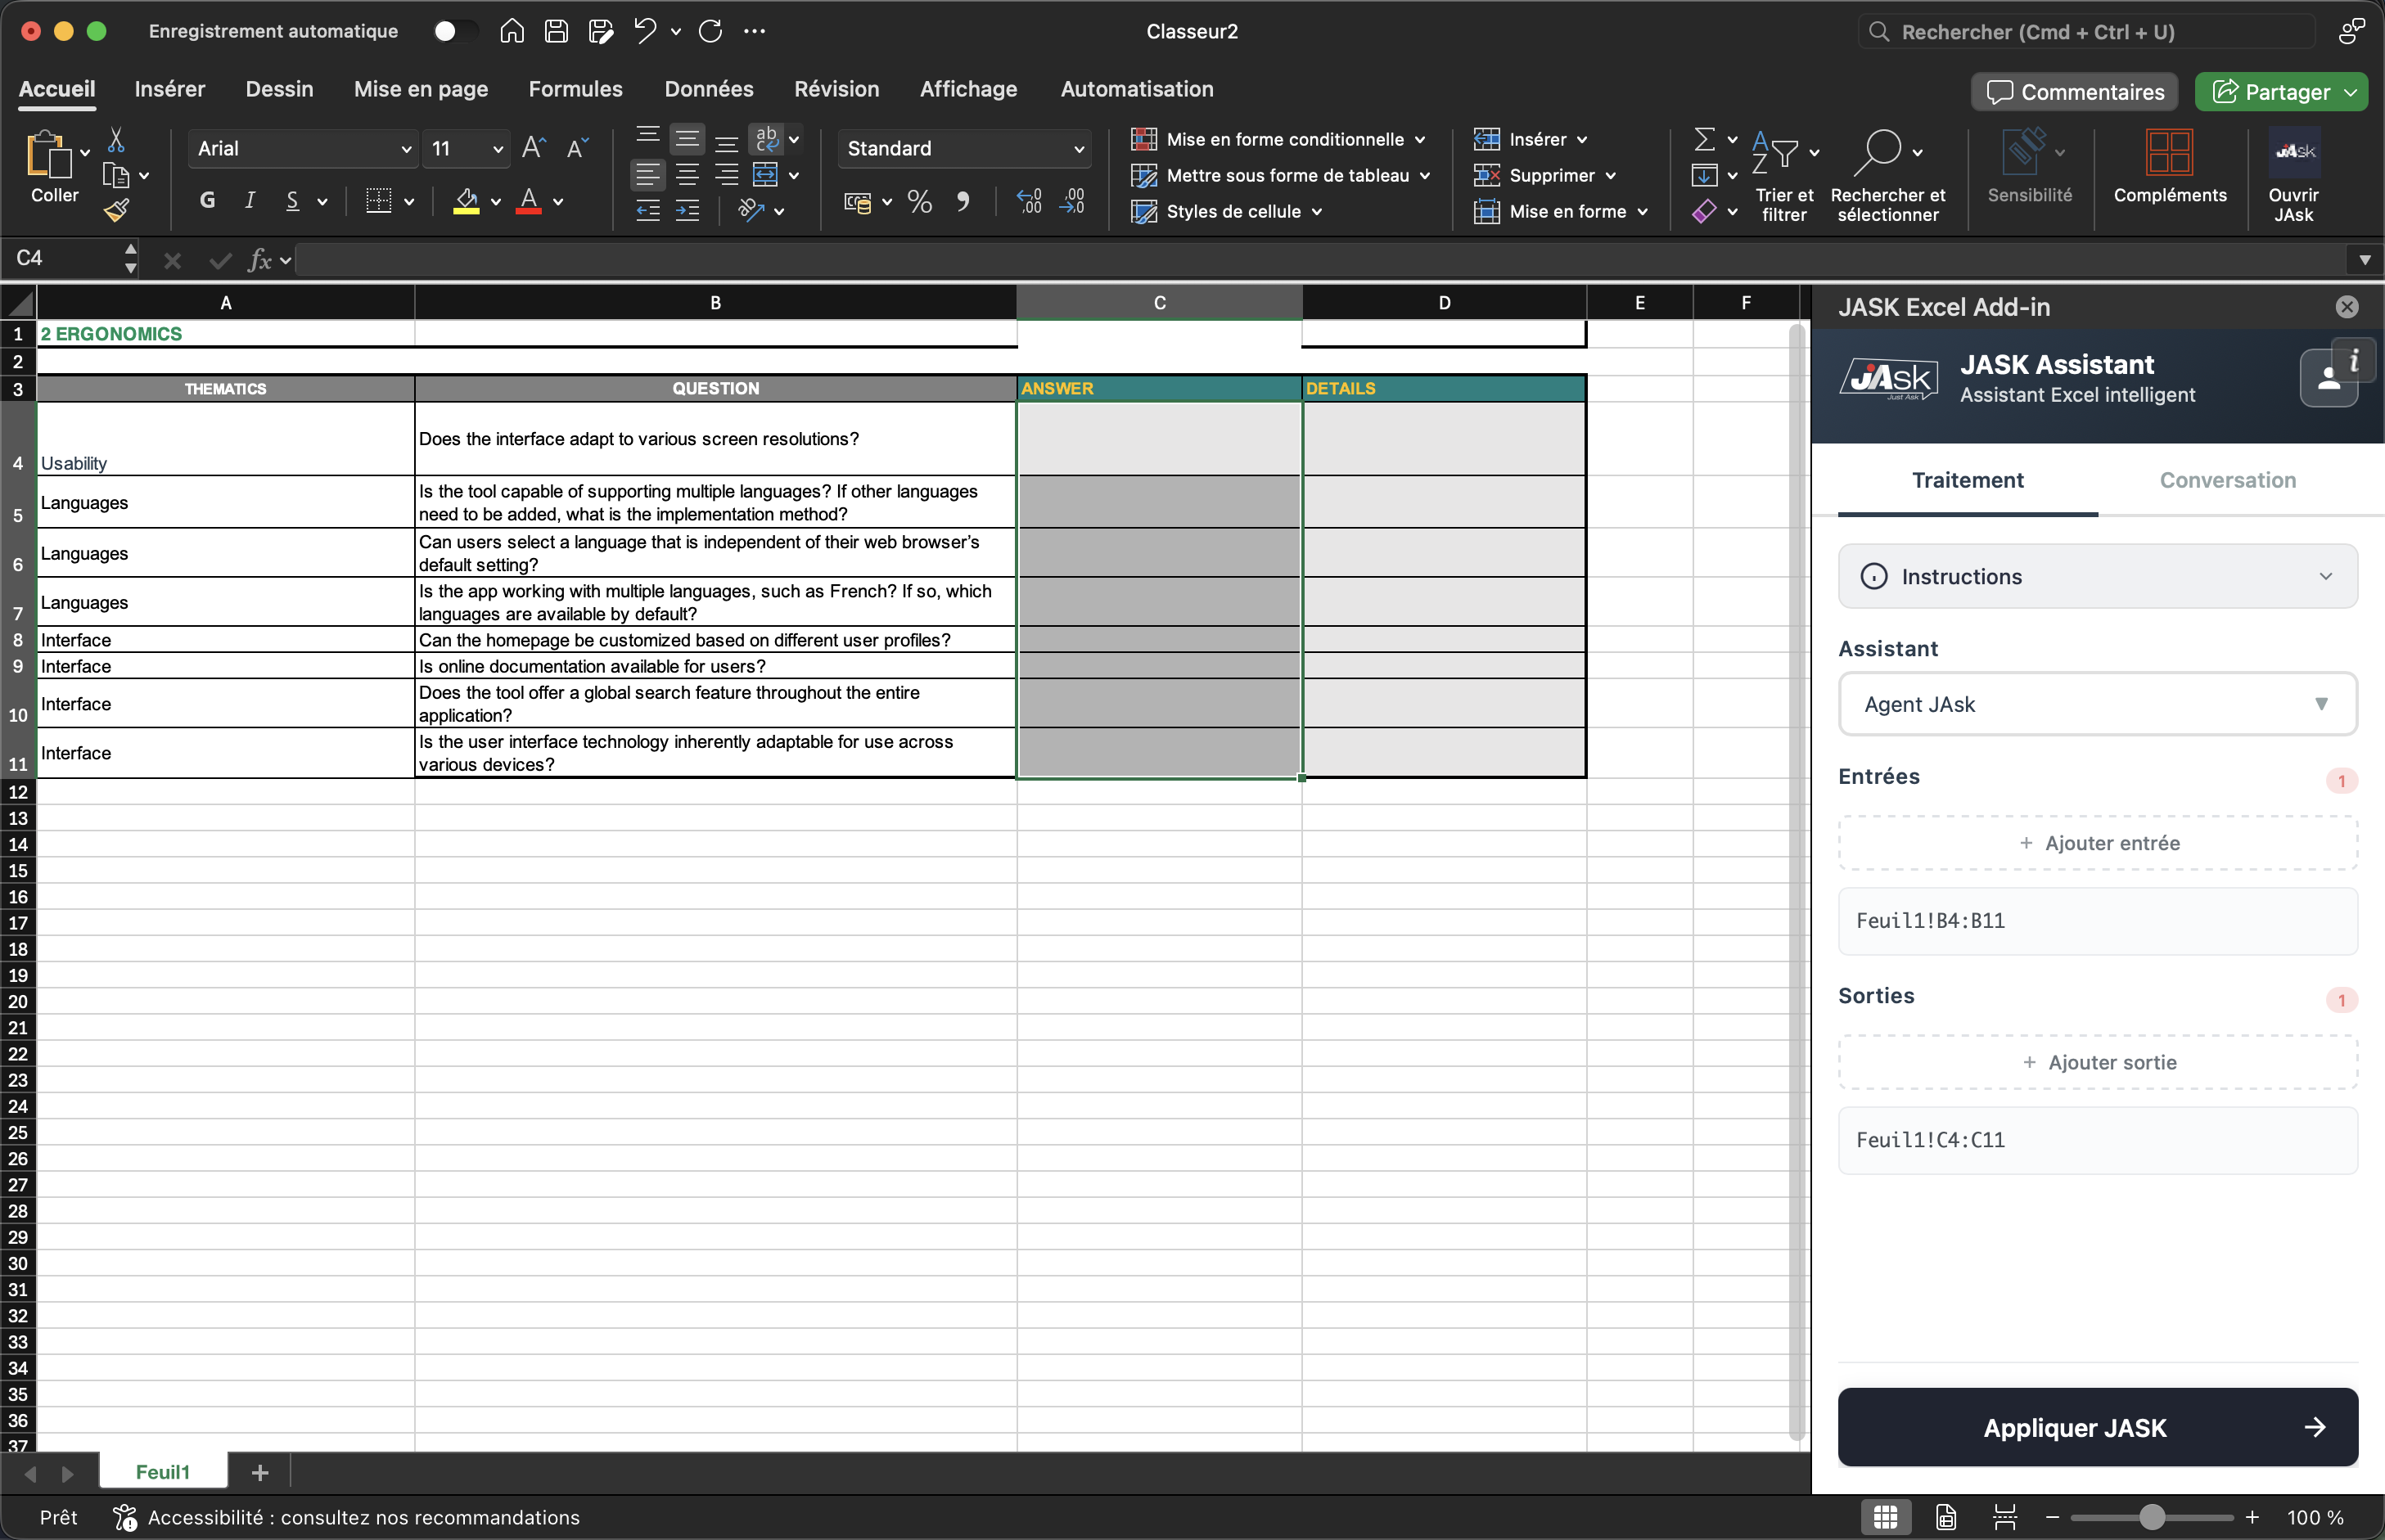 Enregistrement automatique
Classeur2
Rechercher (Cmd + Ctrl + U)
Accueil
Insérer
Dessin
Mise en page
Formules
Données
Révision
Affichage
Automatisation
Commentaires
Partager
Coller
Arial
11
G
I
S
Standard
Mise en forme conditionnelle
Mettre sous forme de tableau
Styles de cellule
Insérer
Supprimer
Mise en forme
Trier et
filtrer
Rechercher et
sélectionner
Sensibilité
Compléments
JAsk
Ouvrir
JAsk
C4
fx
A
B
C
D
E
F
1
2 ERGONOMICS
2
3
THEMATICS
QUESTION
ANSWER
DETAILS
4
Usability
Does the interface adapt to various screen resolutions?
5
Languages
Is the tool capable of supporting multiple languages? If other languages
need to be added, what is the implementation method?
6
Languages
Can users select a language that is independent of their web browser’s
default setting?
7
Languages
Is the app working with multiple languages, such as French? If so, which
languages are available by default?
8
Interface
Can the homepage be customized based on different user profiles?
9
Interface
Is online documentation available for users?
10
Interface
Does the tool offer a global search feature throughout the entire
application?
11
Interface
Is the user interface technology inherently adaptable for use across
various devices?
12
13
14
15
16
17
18
19
20
21
22
23
24
25
26
27
28
29
30
31
32
33
34
35
36
37
JASK Excel Add-in
JAsk
Just Ask
JASK Assistant
Assistant Excel intelligent
i
Traitement
Conversation
Instructions
Assistant
Agent JAsk
Entrées
1
+ Ajouter entrée
Feuil1!B4:B11
Sorties
1
+ Ajouter sortie
Feuil1!C4:C11
Appliquer JASK
Feuil1
Prêt
Accessibilité : consultez nos recommandations
100 %